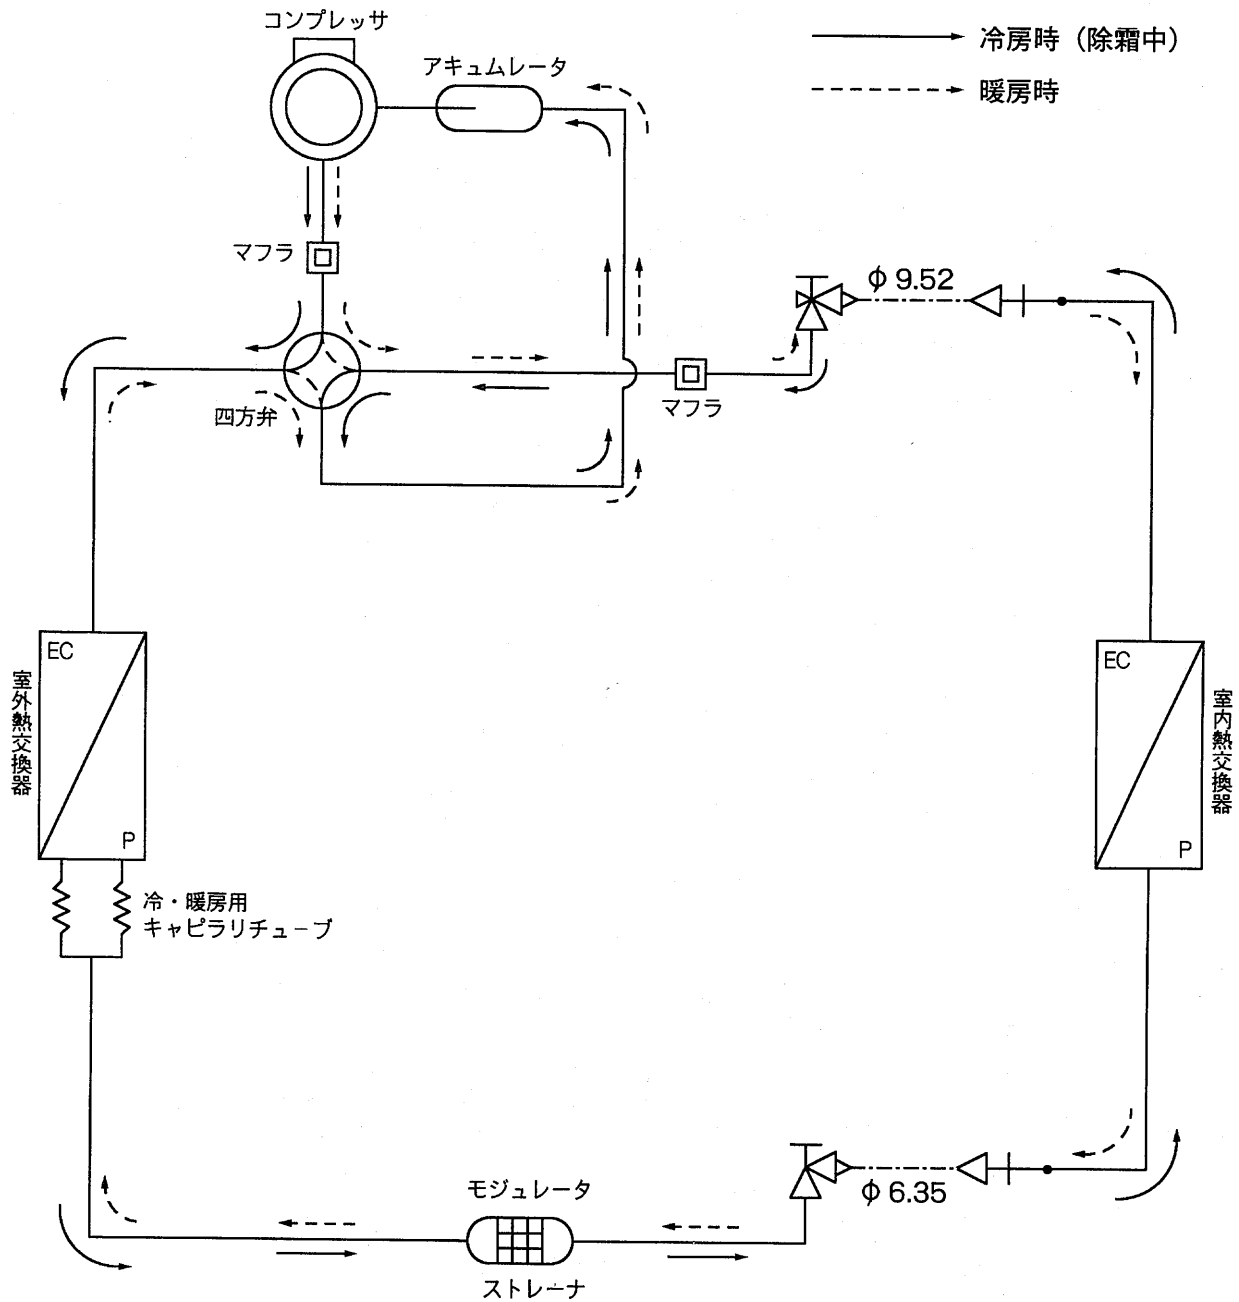 コンプレッサ
アキュムレータ
冷房時（除霜中）
暖房時
マフラ
φ 9.52
四方弁
マフラ
EC
P
室外熱交換器
冷・暖房用
キャピラリチューブ
EC
P
室内熱交換器
モジュレータ
ストレーナ
φ 6.35